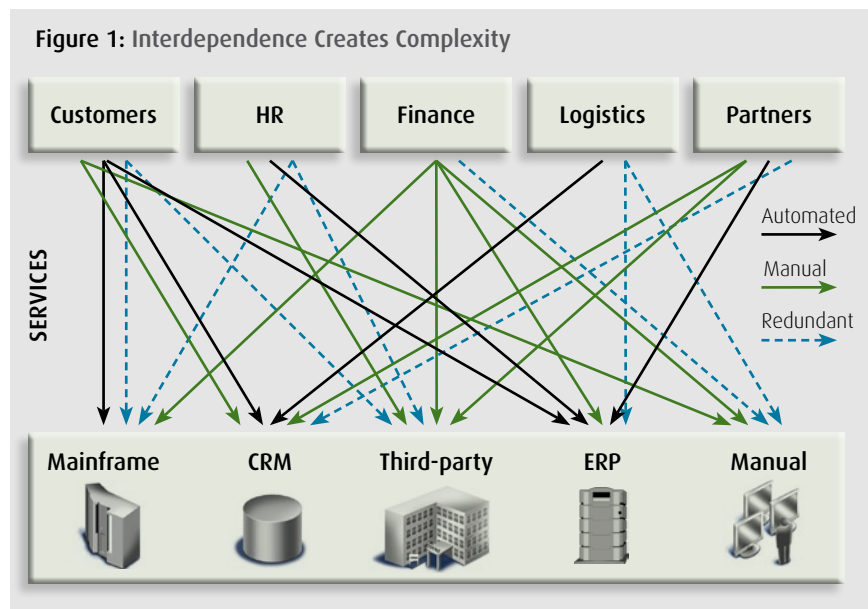 Figure 1: Interdependence Creates Complexity
Customers
HR
Finance
Logistics
Partners
Automated
Manual
Redundant
SERVICES
Mainframe
CRM
Third-party
ERP
Manual